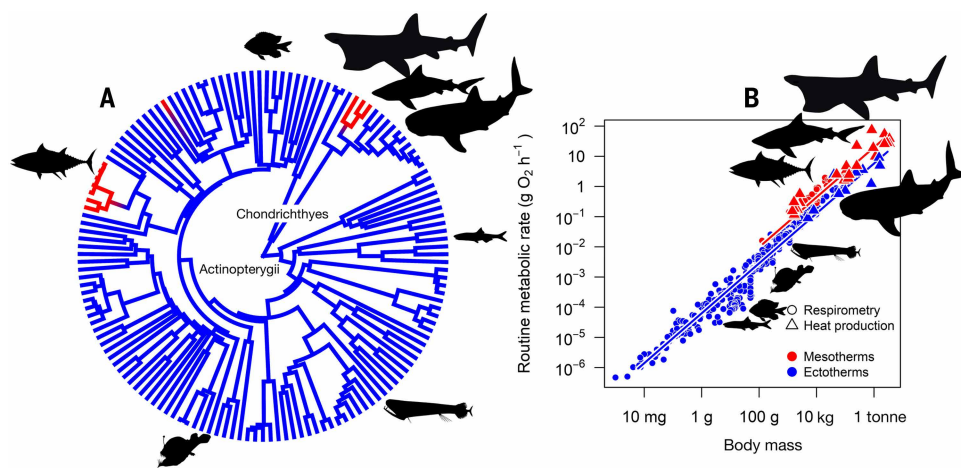 A
Chondrichthyes
Actinopterygii
B
Routine metabolic rate (g O₂ h⁻¹)
10²
10
1
10⁻¹
10⁻²
10⁻³
10⁻⁴
10⁻⁵
10⁻⁶
Respirometry
Heat production
Mesotherms
Ectotherms
10 mg
1 g
100 g
10 kg
1 tonne
Body mass